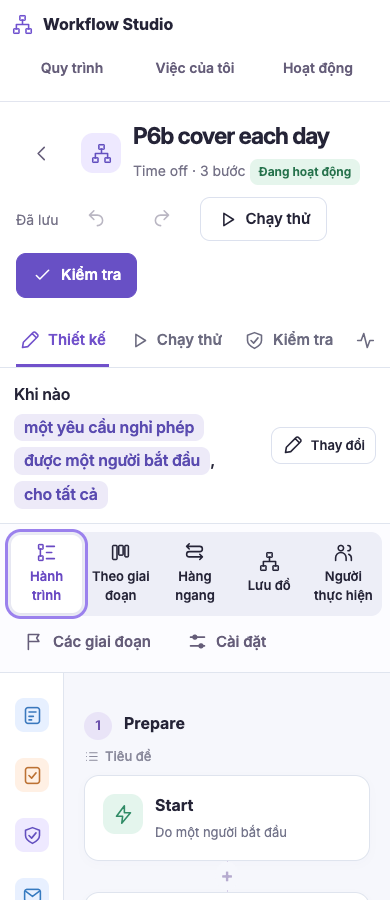 Workflow Studio
Quy trình
Việc của tôi
Hoạt động
P6b cover each day
Time off · 3 bước
Đang hoạt động
Đã lưu
Chạy thử
Kiểm tra
Thiết kế
Chạy thử
Kiểm tra
Khi nào
một yêu cầu nghỉ phép
được một người bắt đầu,
cho tất cả
Thay đổi
Hành
trình
Theo giai
đoạn
Hàng
ngang
Lưu đồ
Người
thực hiện
Các giai đoạn
Cài đặt
1
Prepare
Tiêu đề
Start
Do một người bắt đầu